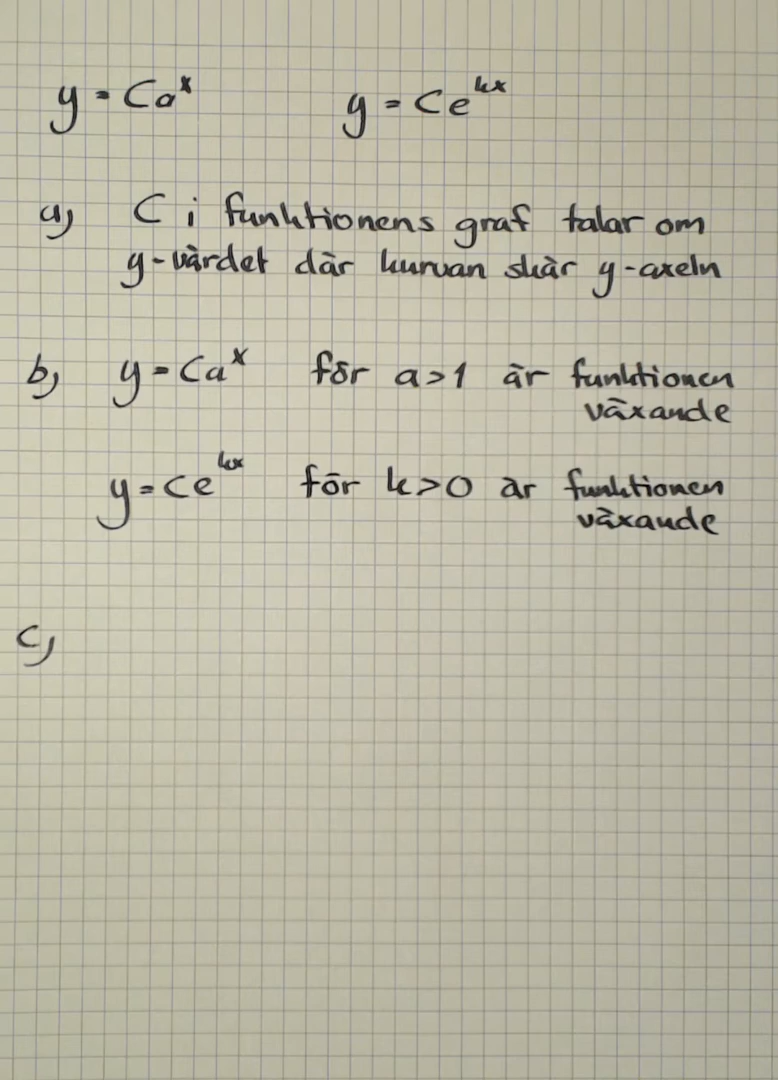 y = Ca^x y = Ce^kx
a) C i funktionens graf talar om
y-värdet där kurvan skär y-axeln
b) y = Ca^x för a>1 är funktionen
växande
y = Ce^kx för k>0 är funktionen
växande
c)